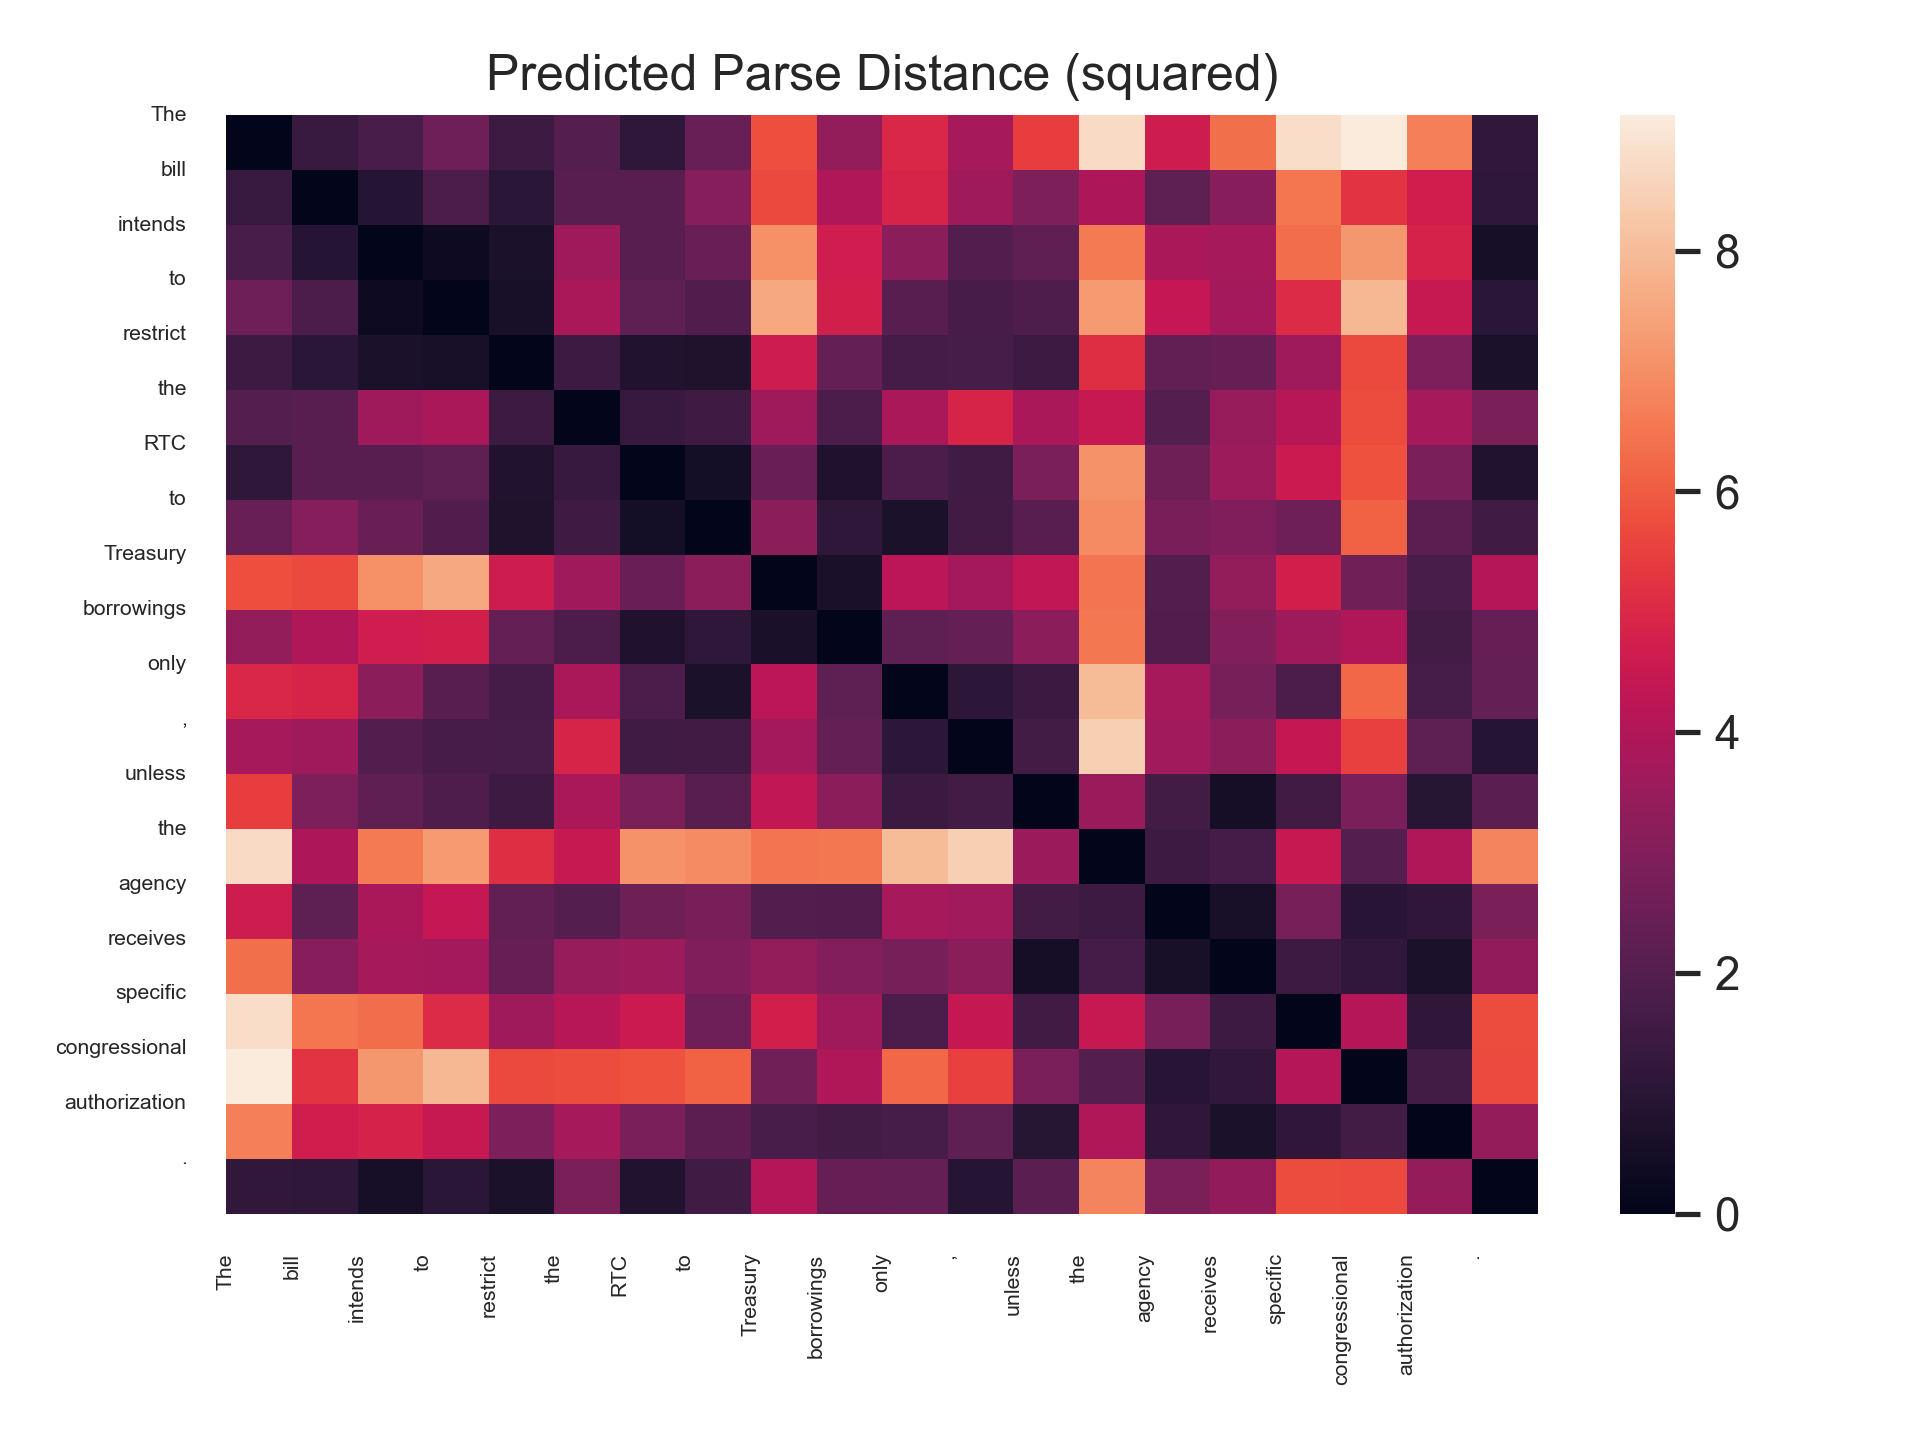 Predicted Parse Distance (squared)
The
bill
intends
to
restrict
the
RTC
to
Treasury
borrowings
only
,
unless
the
agency
receives
specific
congressional
authorization
.
8
6
4
2
0
The bill intends to restrict the RTC to Treasury borrowings only , unless the agency receives specific congressional authorization .